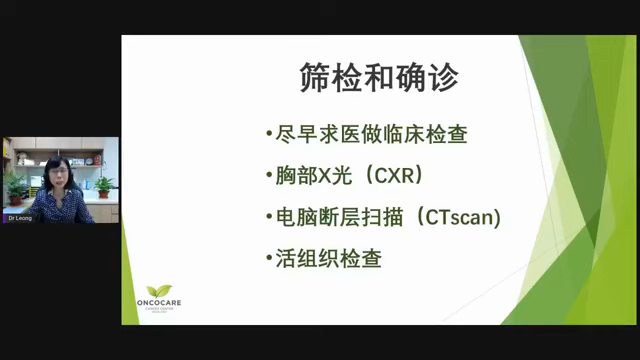 筛检和确诊
•尽早求医做临床检查
•胸部X光（CXR）
•电脑断层扫描（CTscan)
•活组织检查
Dr Leong
ONCOCARE
CANCER CENTRE